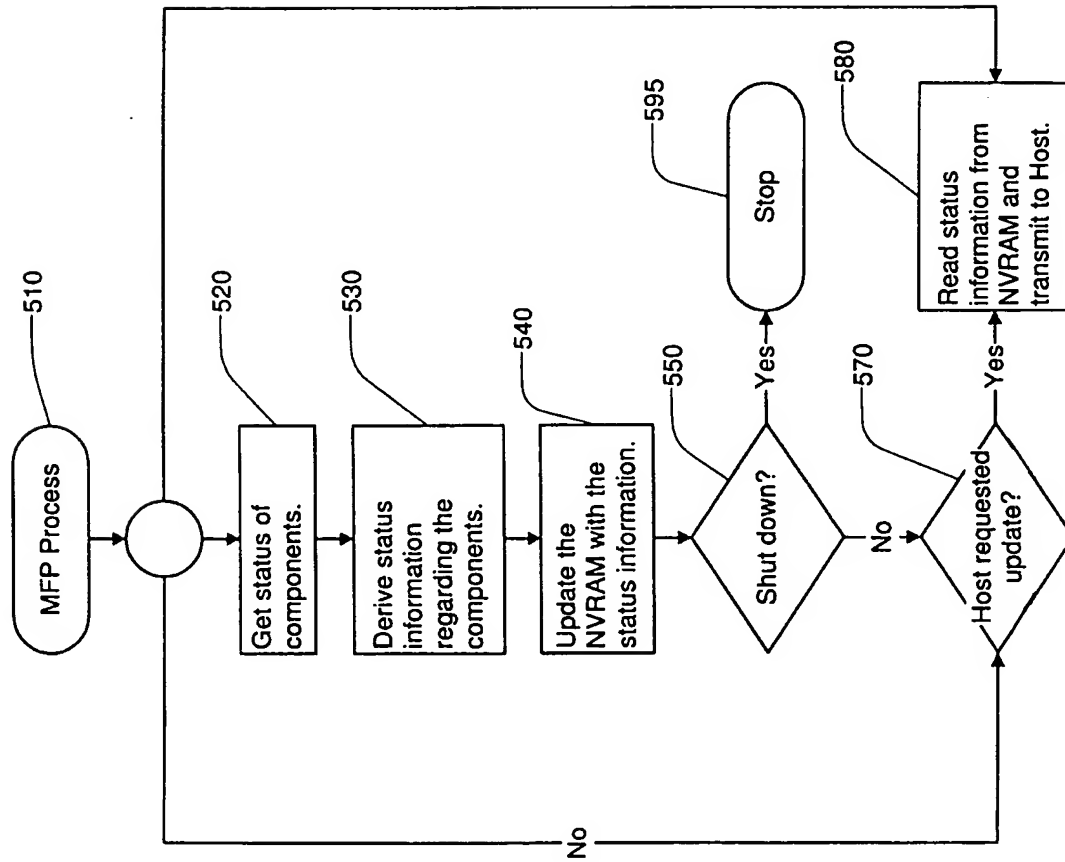 MFP Process
510
Get status of
components.
520
Derive status
information
regarding the
components.
530
Update the
NVRAM with the
status information.
540
Shut down?
550
Yes
Stop
595
No
Host requested
update?
570
Yes
Read status
information from
NVRAM and
transmit to Host.
580
No